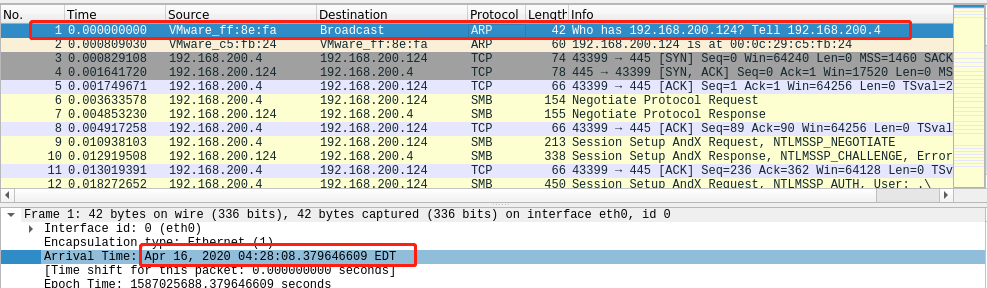 No. Time Source Destination Protocol Length Info
1 0.000000000 VMware_ff:8e:fa Broadcast ARP 42 Who has 192.168.200.124? Tell 192.168.200.4
2 0.000809030 VMware_c5:fb:24 VMware_ff:8e:fa ARP 60 192.168.200.124 is at 00:0c:29:c5:fb:24
3 0.000829108 192.168.200.4 192.168.200.124 TCP 74 43399 → 445 [SYN] Seq=0 Win=64240 Len=0 MSS=1460 SACK
4 0.001641720 192.168.200.124 192.168.200.4 TCP 78 445 → 43399 [SYN, ACK] Seq=0 Ack=1 Win=17520 Len=0 MS
5 0.001749671 192.168.200.4 192.168.200.124 TCP 66 43399 → 445 [ACK] Seq=1 Ack=1 Win=64256 Len=0 TSval=2
6 0.003633578 192.168.200.4 192.168.200.124 SMB 154 Negotiate Protocol Request
7 0.004853230 192.168.200.124 192.168.200.4 SMB 155 Negotiate Protocol Response
8 0.004917258 192.168.200.4 192.168.200.124 TCP 66 43399 → 445 [ACK] Seq=89 Ack=90 Win=64256 Len=0 TSval
9 0.010938103 192.168.200.4 192.168.200.124 SMB 213 Session Setup AndX Request, NTLMSSP_NEGOTIATE
10 0.012919508 192.168.200.124 192.168.200.4 SMB 338 Session Setup AndX Response, NTLMSSP_CHALLENGE, Error
11 0.013019391 192.168.200.4 192.168.200.124 TCP 66 43399 → 445 [ACK] Seq=236 Ack=362 Win=64128 Len=0 TSv
12 0.018272652 192.168.200.4 192.168.200.124 SMB 450 Session Setup AndX Request, NTLMSSP_AUTH, User: .\
Frame 1: 42 bytes on wire (336 bits), 42 bytes captured (336 bits) on interface eth0, id 0
Interface id: 0 (eth0)
Encapsulation type: Ethernet (1)
Arrival Time: Apr 16, 2020 04:28:08.379646609 EDT
[Time shift for this packet: 0.000000000 seconds]
Epoch Time: 1587025688.379646609 seconds